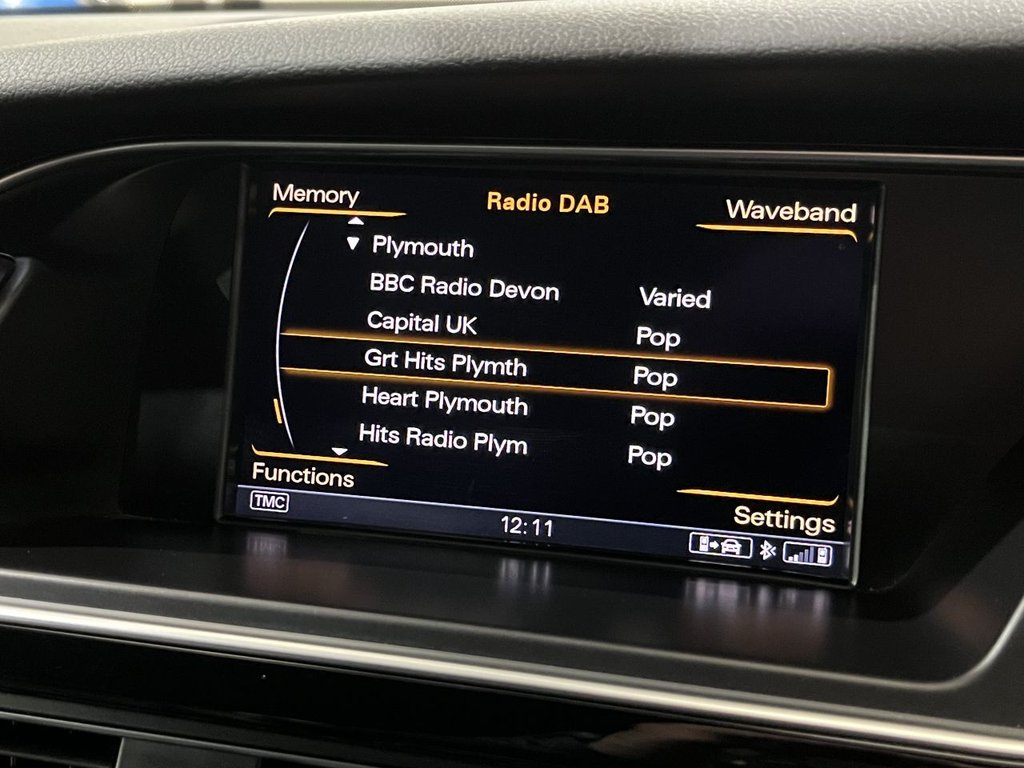 Memory
Radio DAB
Waveband
Plymouth
BBC Radio Devon Varied
Capital UK Pop
Grt Hits Plymth Pop
Heart Plymouth Pop
Hits Radio Plym Pop
Functions
Settings
TMC
12:11